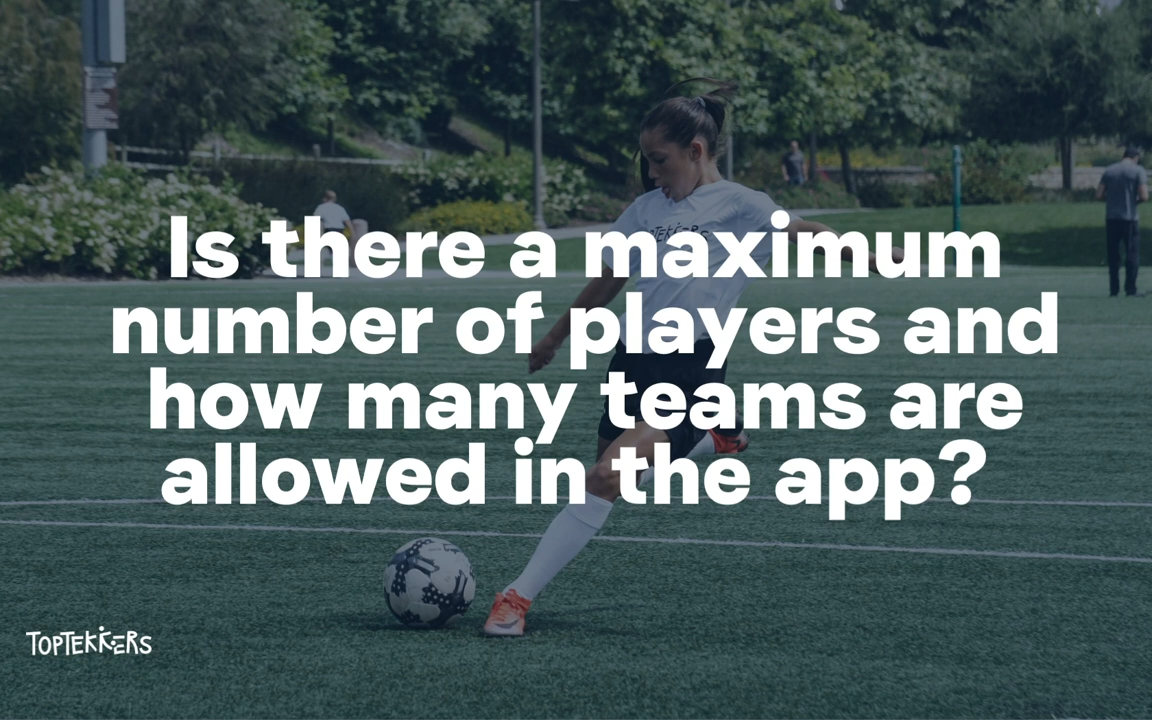 Is there a maximum
number of players and
how many teams are
allowed in the app?
TOPTEKKERS